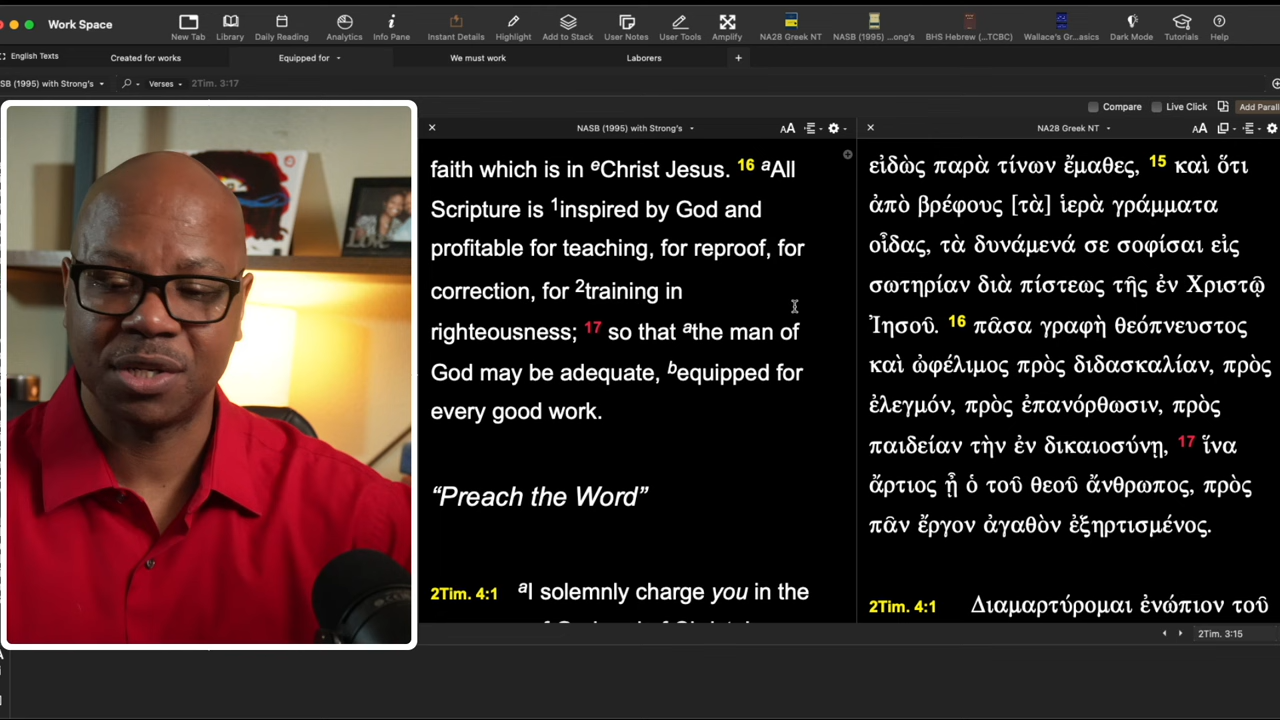 Work Space
New Tab
Library
Daily Reading
Analytics
Info Pane
Instant Details
Highlight
Add to Stack
User Notes
User Tools
Amplify
NA28 Greek NT
NASB (1995) ...ong's
BHS Hebrew (...TCBC)
Wallace's Gr...asics
Dark Mode
Tutorials
Help
English Texts
Created for works
Equipped for
We must work
Laborers
+
SB (1995) with Strong's
Verses
2Tim. 3:17
Compare
Live Click
Add Parall
NASB (1995) with Strong's
AA
faith which is in eChrist Jesus. 16 aAll
Scripture is 1inspired by God and
profitable for teaching, for reproof, for
correction, for 2training in
righteousness; 17 so that athe man of
God may be adequate, bequipped for
every good work.
“Preach the Word”
2Tim. 4:1 aI solemnly charge you in the
NA28 Greek NT
AA
εἰδὼς παρὰ τίνων ἔμαθες, 15 καὶ ὅτι
ἀπὸ βρέφους [τὰ] ἱερὰ γράμματα
οἶδας, τὰ δυνάμενά σε σοφίσαι εἰς
σωτηρίαν διὰ πίστεως τῆς ἐν Χριστῷ
Ἰησοῦ. 16 πᾶσα γραφὴ θεόπνευστος
καὶ ὠφέλιμος πρὸς διδασκαλίαν, πρὸς
ἐλεγμόν, πρὸς ἐπανόρθωσιν, πρὸς
παιδείαν τὴν ἐν δικαιοσύνῃ, 17 ἵνα
ἄρτιος ᾖ ὁ τοῦ θεοῦ ἄνθρωπος, πρὸς
πᾶν ἔργον ἀγαθὸν ἐξηρτισμένος.
2Tim. 4:1 Διαμαρτύρομαι ἐνώπιον τοῦ
2Tim. 3:15